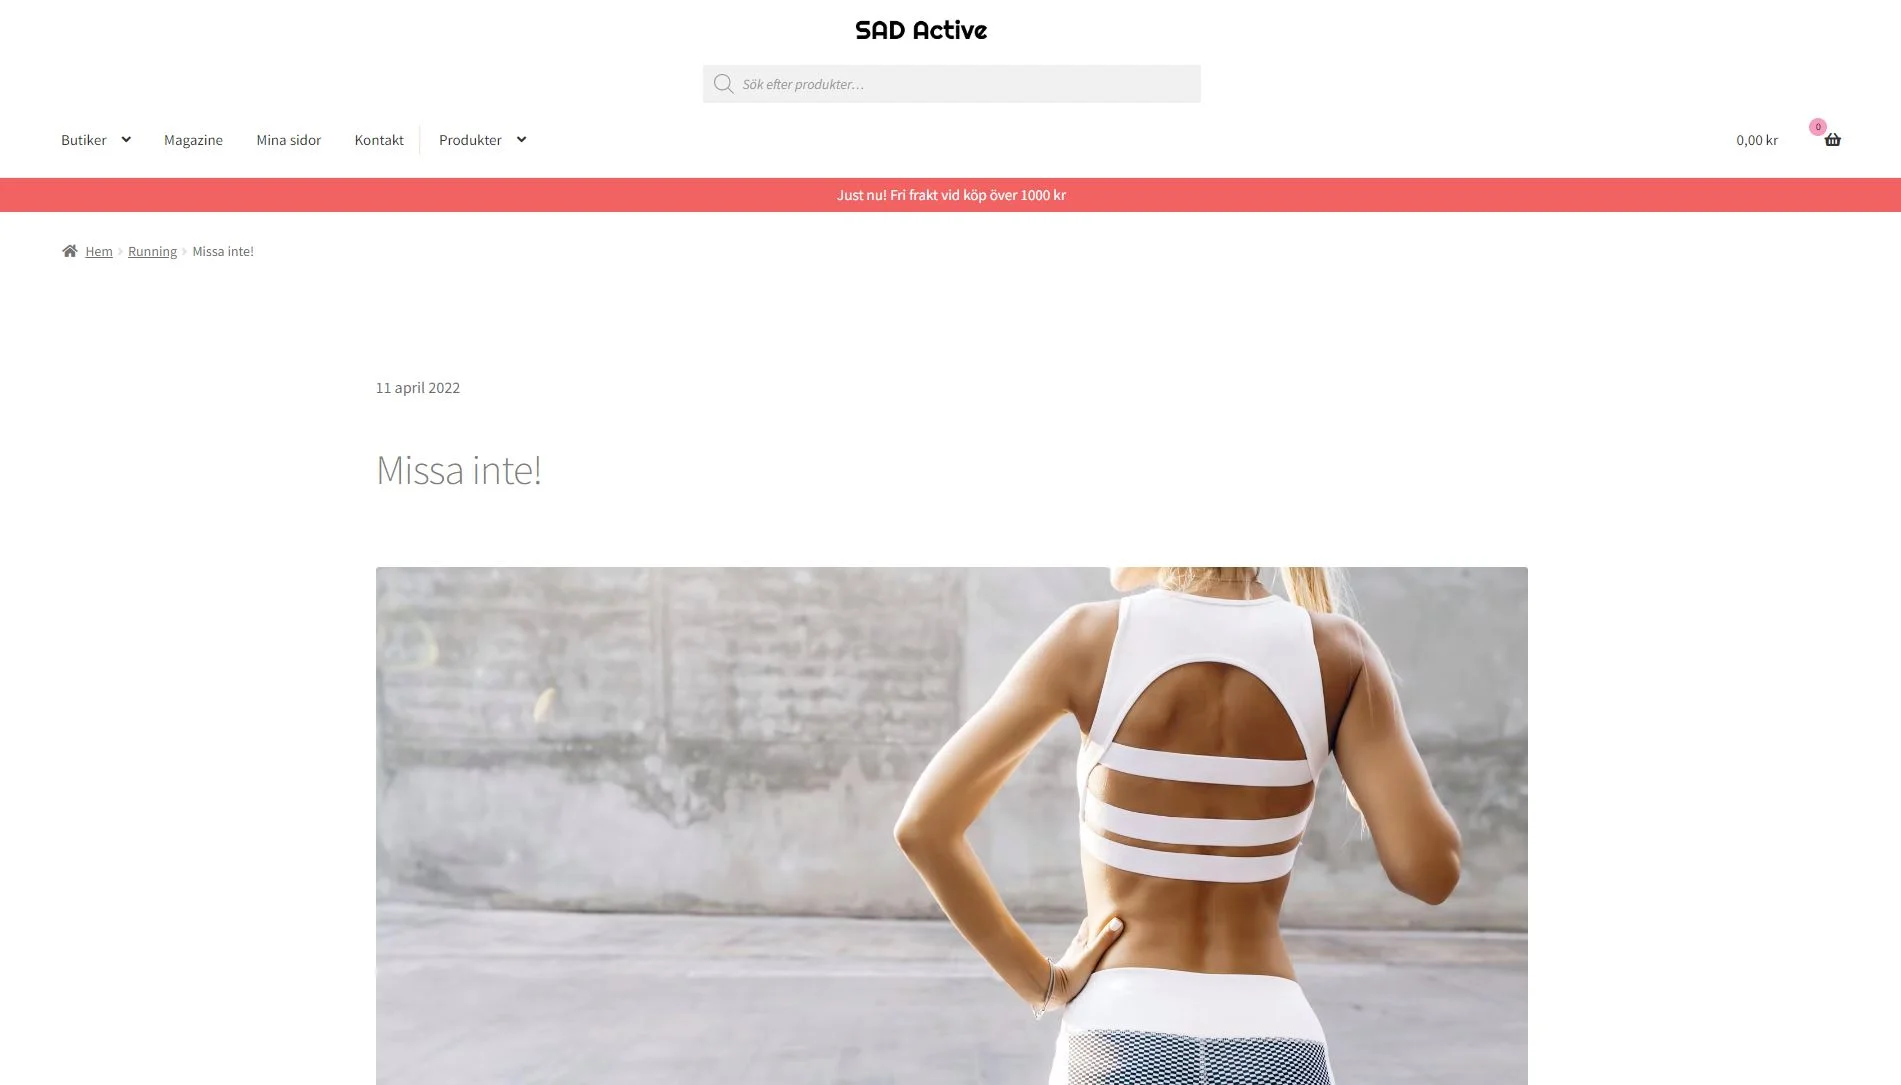 SAD Active
Sök efter produkter...
Butiker Magazine Mina sidor Kontakt Produkter 0,00 kr 0
Just nu! Fri frakt vid köp över 1000 kr
Hem Running Missa inte!
11 april 2022
Missa inte!